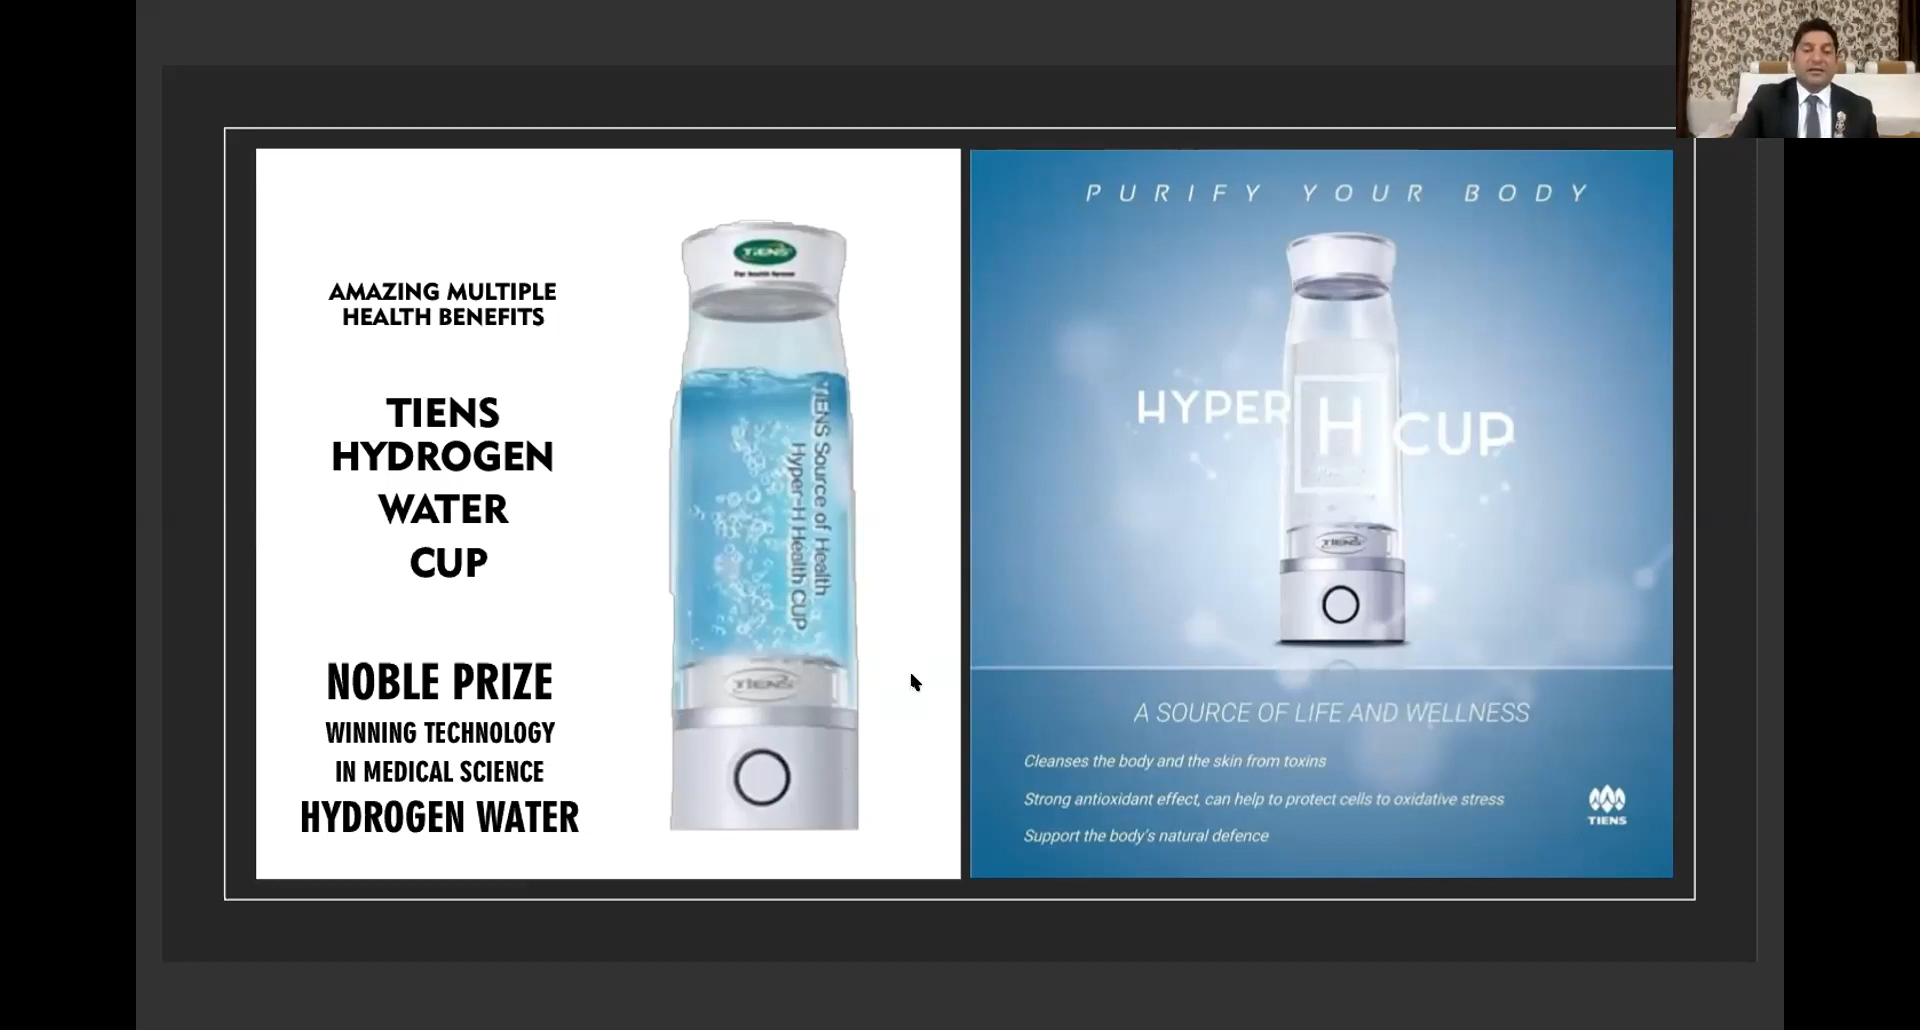 AMAZING MULTIPLE
HEALTH BENEFITS
TIENS
HYDROGEN
WATER
CUP
NOBLE PRIZE
WINNING TECHNOLOGY
IN MEDICAL SCIENCE
HYDROGEN WATER
TIENS
TIENS Source of Health
Hyper-H Health CUP
TIENS
PURIFY YOUR BODY
HYPER H CUP
TIENS
A SOURCE OF LIFE AND WELLNESS
Cleanses the body and the skin from toxins
Strong antioxidant effect, can help to protect cells to oxidative stress
Support the body's natural defence
TIENS